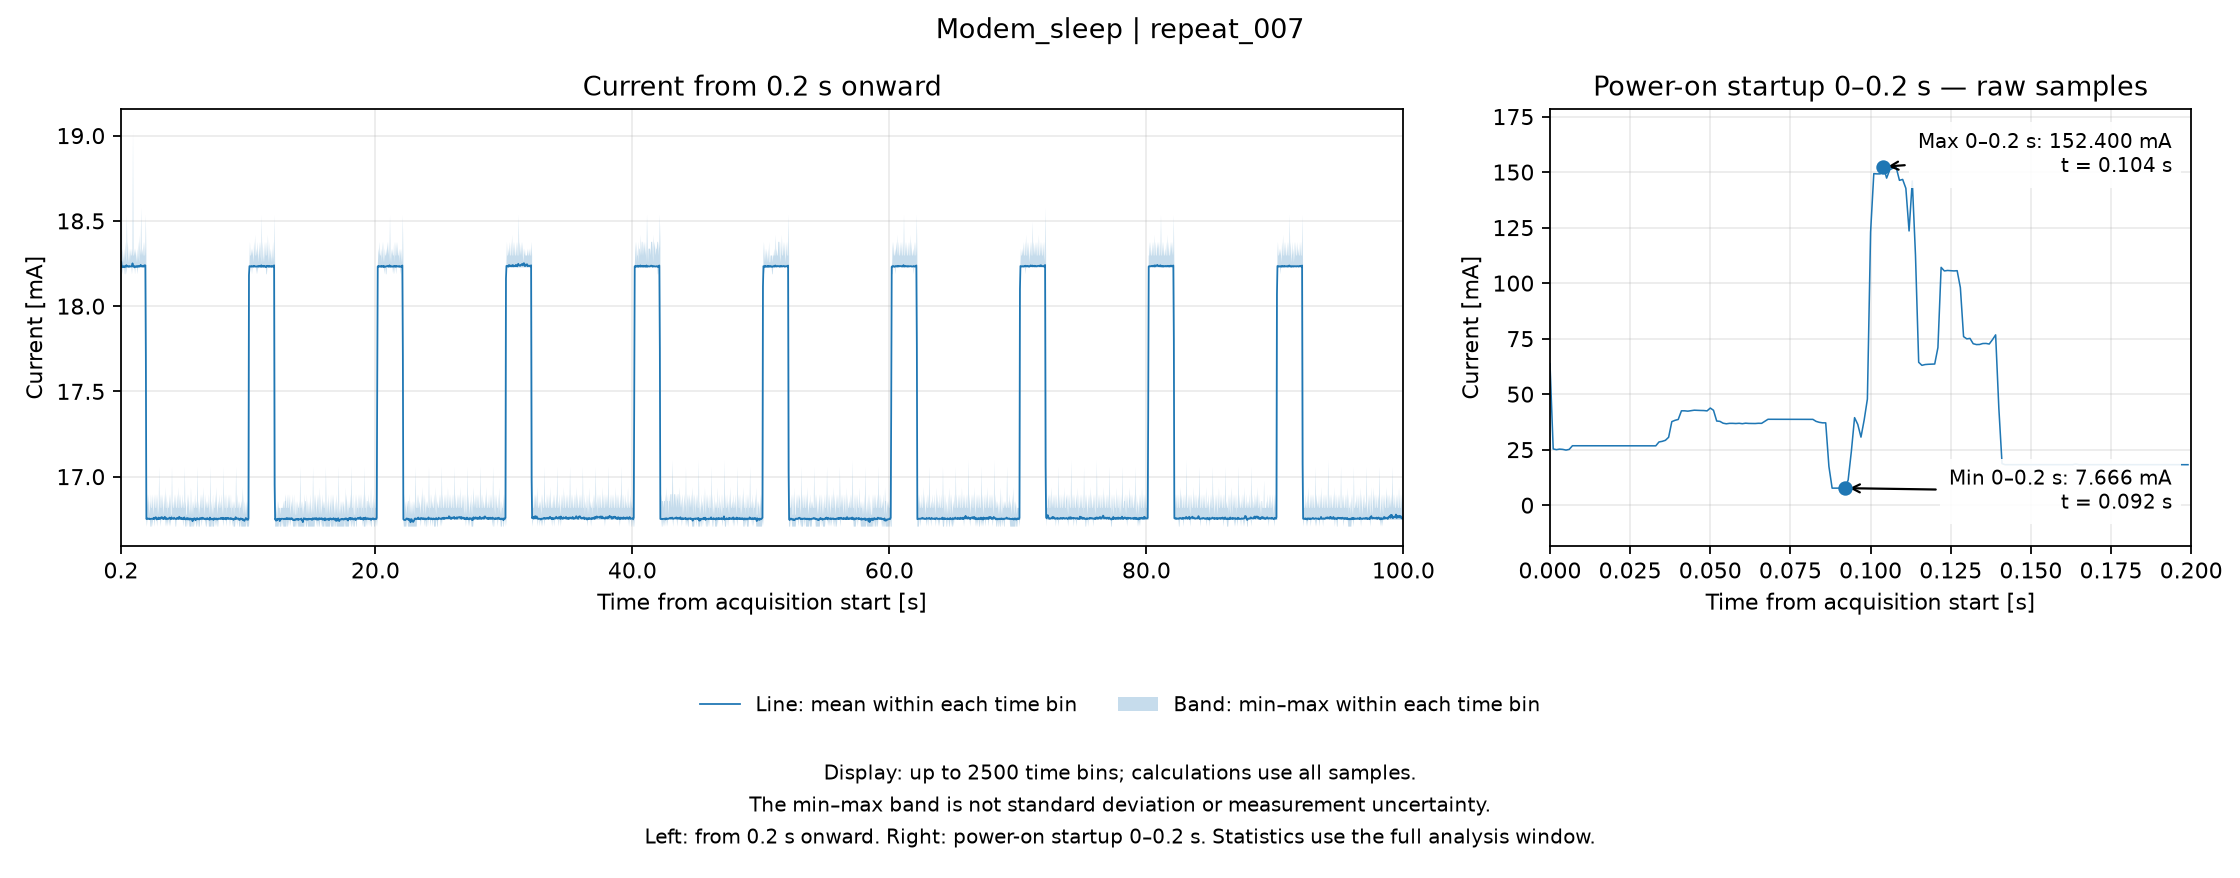 Modem_sleep | repeat_007
Current from 0.2 s onward
Current [mA]
19.0
18.5
18.0
17.5
17.0
0.2
20.0
40.0
60.0
80.0
100.0
Time from acquisition start [s]
Power-on startup 0–0.2 s — raw samples
Current [mA]
175
150
125
100
75
50
25
0
Max 0–0.2 s: 152.400 mA
t = 0.104 s
Min 0–0.2 s: 7.666 mA
t = 0.092 s
0.000
0.025
0.050
0.075
0.100
0.125
0.150
0.175
0.200
Time from acquisition start [s]
Line: mean within each time bin
Band: min–max within each time bin
Display: up to 2500 time bins; calculations use all samples.
The min–max band is not standard deviation or measurement uncertainty.
Left: from 0.2 s onward. Right: power-on startup 0–0.2 s. Statistics use the full analysis window.